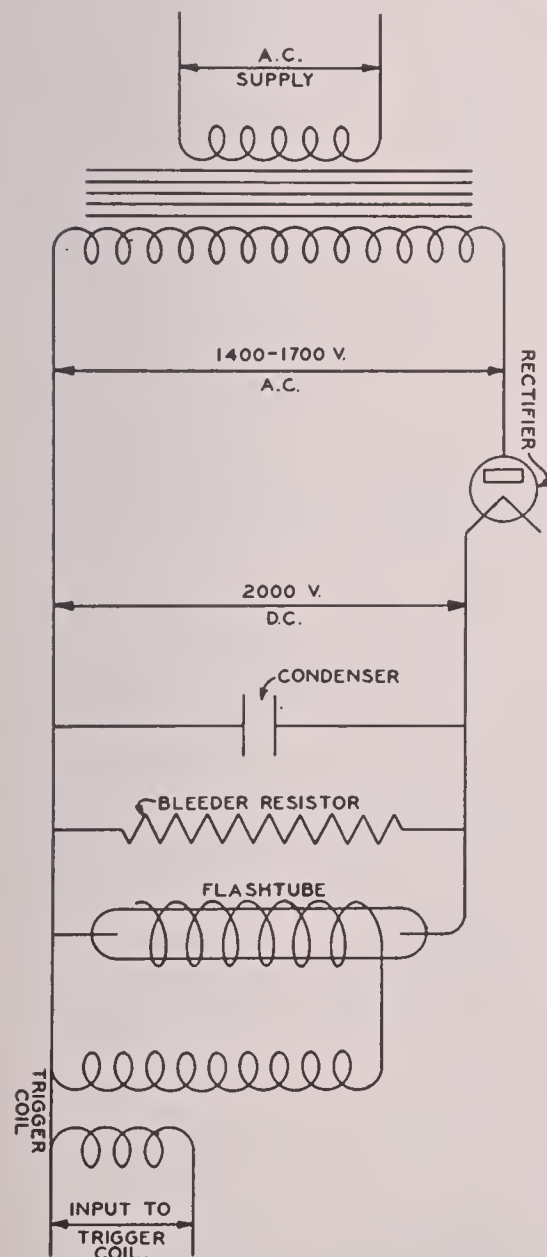 A.C.
SUPPLY
1400-1700 V.
A.C.
RECTIFIER
2000 V.
D.C.
CONDENSER
BLEEDER RESISTOR
FLASHTUBE
TRIGGER
COIL
INPUT TO
TRIGGER
COIL.